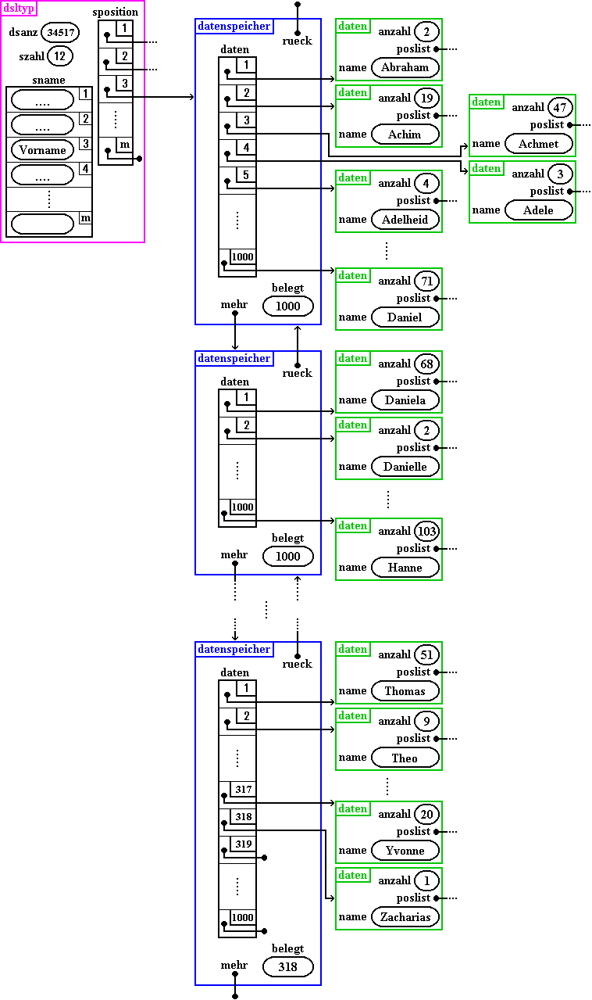 dsltyp
dsanz 34517
szahl 12
sname
.... 1
.... 2
Vorname 3
.... 4
m
sposition
1
2
3
m
datenspeicher
rueck
daten
1
2
3
4
5
1000
mehr
belegt
1000
daten
anzahl 2
poslist
name Abraham
daten
anzahl 19
poslist
name Achim
daten
anzahl 47
poslist
name Achmet
daten
anzahl 3
poslist
name Adele
daten
anzahl 4
poslist
name Adelheid
daten
anzahl 71
poslist
name Daniel
datenspeicher
rueck
daten
1
2
1000
mehr
belegt
1000
daten
anzahl 68
poslist
name Daniela
daten
anzahl 2
poslist
name Danielle
daten
anzahl 103
poslist
name Hanne
datenspeicher
rueck
daten
1
2
317
318
319
1000
mehr
belegt
318
daten
anzahl 51
poslist
name Thomas
daten
anzahl 9
poslist
name Theo
daten
anzahl 20
poslist
name Yvonne
daten
anzahl 1
poslist
name Zacharias